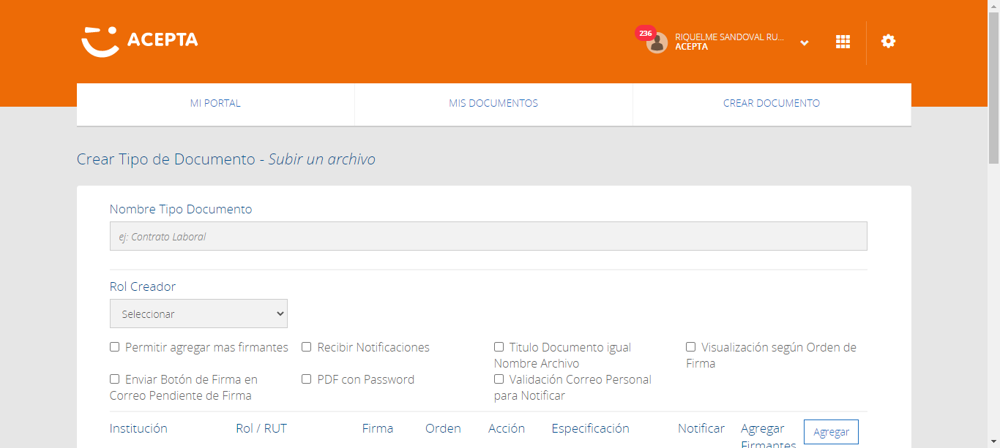 ACEPTA
236
RIQUELME SANDOVAL RU...
ACEPTA
MI PORTAL
MIS DOCUMENTOS
CREAR DOCUMENTO
Crear Tipo de Documento - Subir un archivo
Nombre Tipo Documento
ej: Contrato Laboral
Rol Creador
Seleccionar
Permitir agregar mas firmantes
Recibir Notificaciones
Titulo Documento igual
Nombre Archivo
Visualización según Orden de
Firma
Enviar Botón de Firma en
Correo Pendiente de Firma
PDF con Password
Validación Correo Personal
para Notificar
Institución
Rol / RUT
Firma
Orden
Acción
Especificación
Notificar
Agregar
Firmantes
Agregar